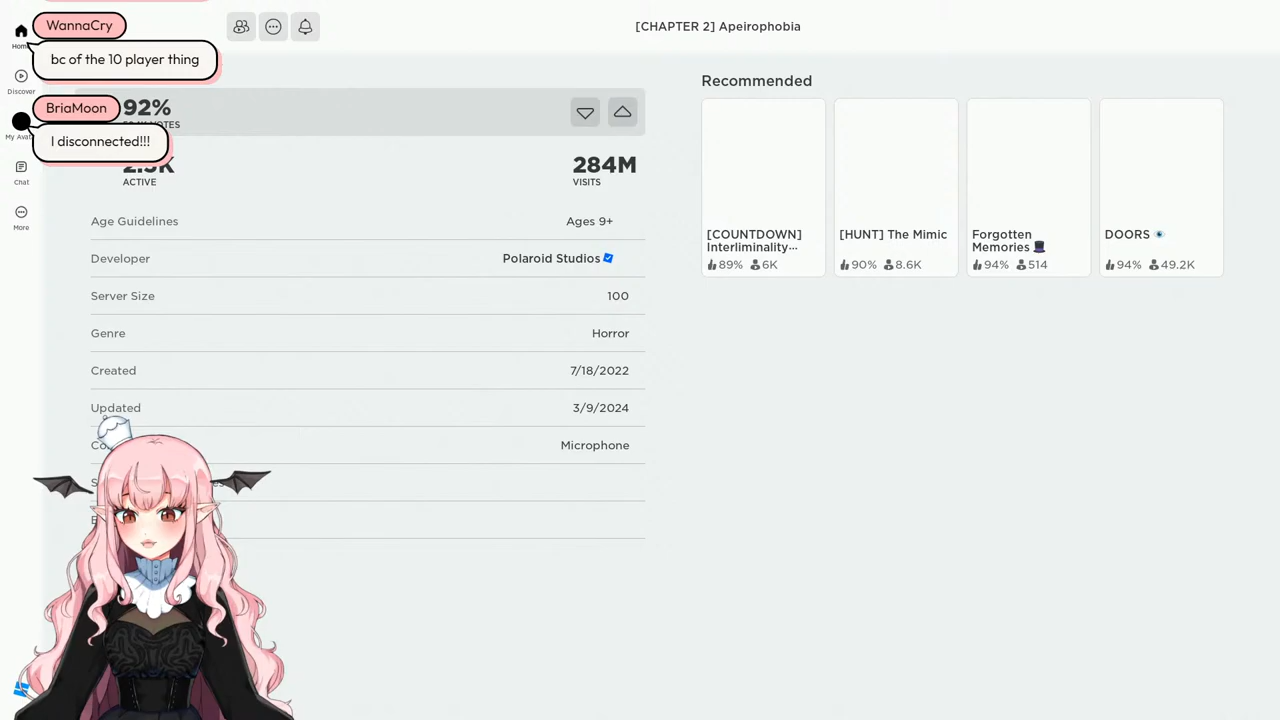 WannaCry
bc of the 10 player thing
BriaMoon
I disconnected!!!
Home
Discover
Chat
More
[CHAPTER 2] Apeirophobia
92%
ACTIVE
284M
VISITS
Age Guidelines
Ages 9+
Developer
Polaroid Studios
Server Size
100
Genre
Horror
Created
7/18/2022
Updated
3/9/2024
Microphone
Recommended
[COUNTDOWN]
Interliminality...
89% 6K
[HUNT] The Mimic
90% 8.6K
Forgotten
Memories
94% 514
DOORS
94% 49.2K